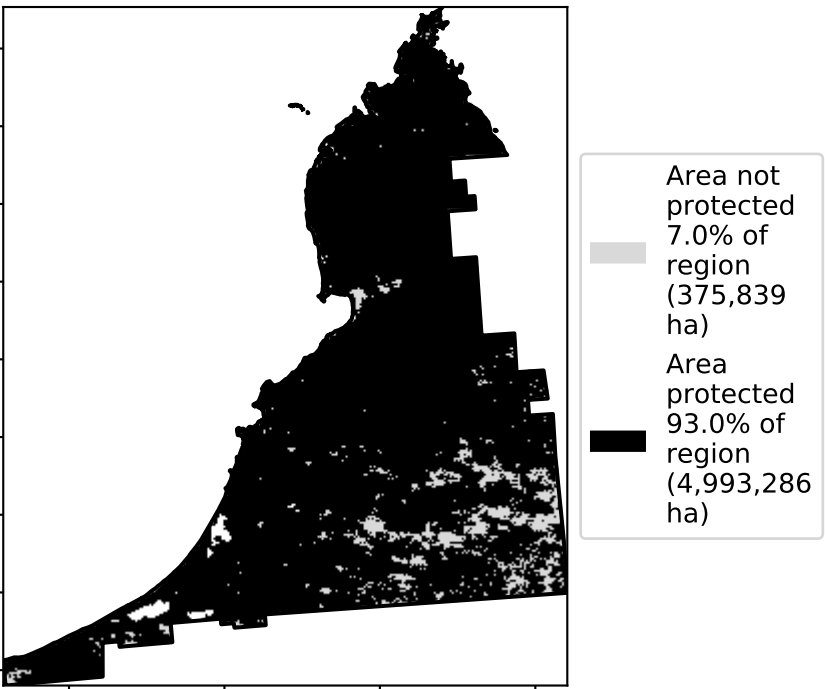 Area not
protected
7.0% of
region
(375,839
ha)
Area
protected
93.0% of
region
(4,993,286
ha)